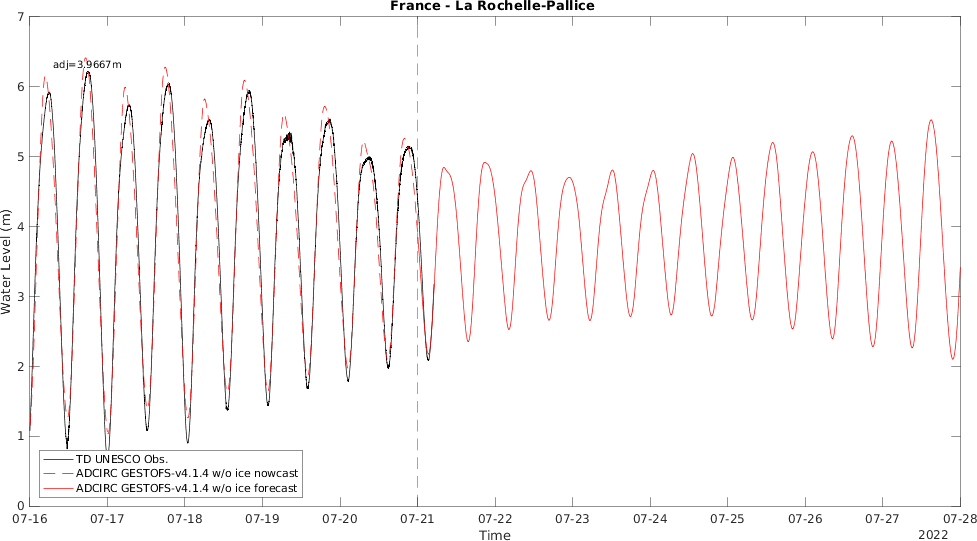 France - La Rochelle-Pallice
7
adj=3.9667m
6
5
4
Water Level (m)
3
2
1
TD UNESCO Obs.
ADCIRC GESTOFS-v4.1.4 w/o ice nowcast
ADCIRC GESTOFS-v4.1.4 w/o ice forecast
0
07-16 07-17 07-18 07-19 07-20 07-21 07-22 07-23 07-24 07-25 07-26 07-27 07-28
Time
2022